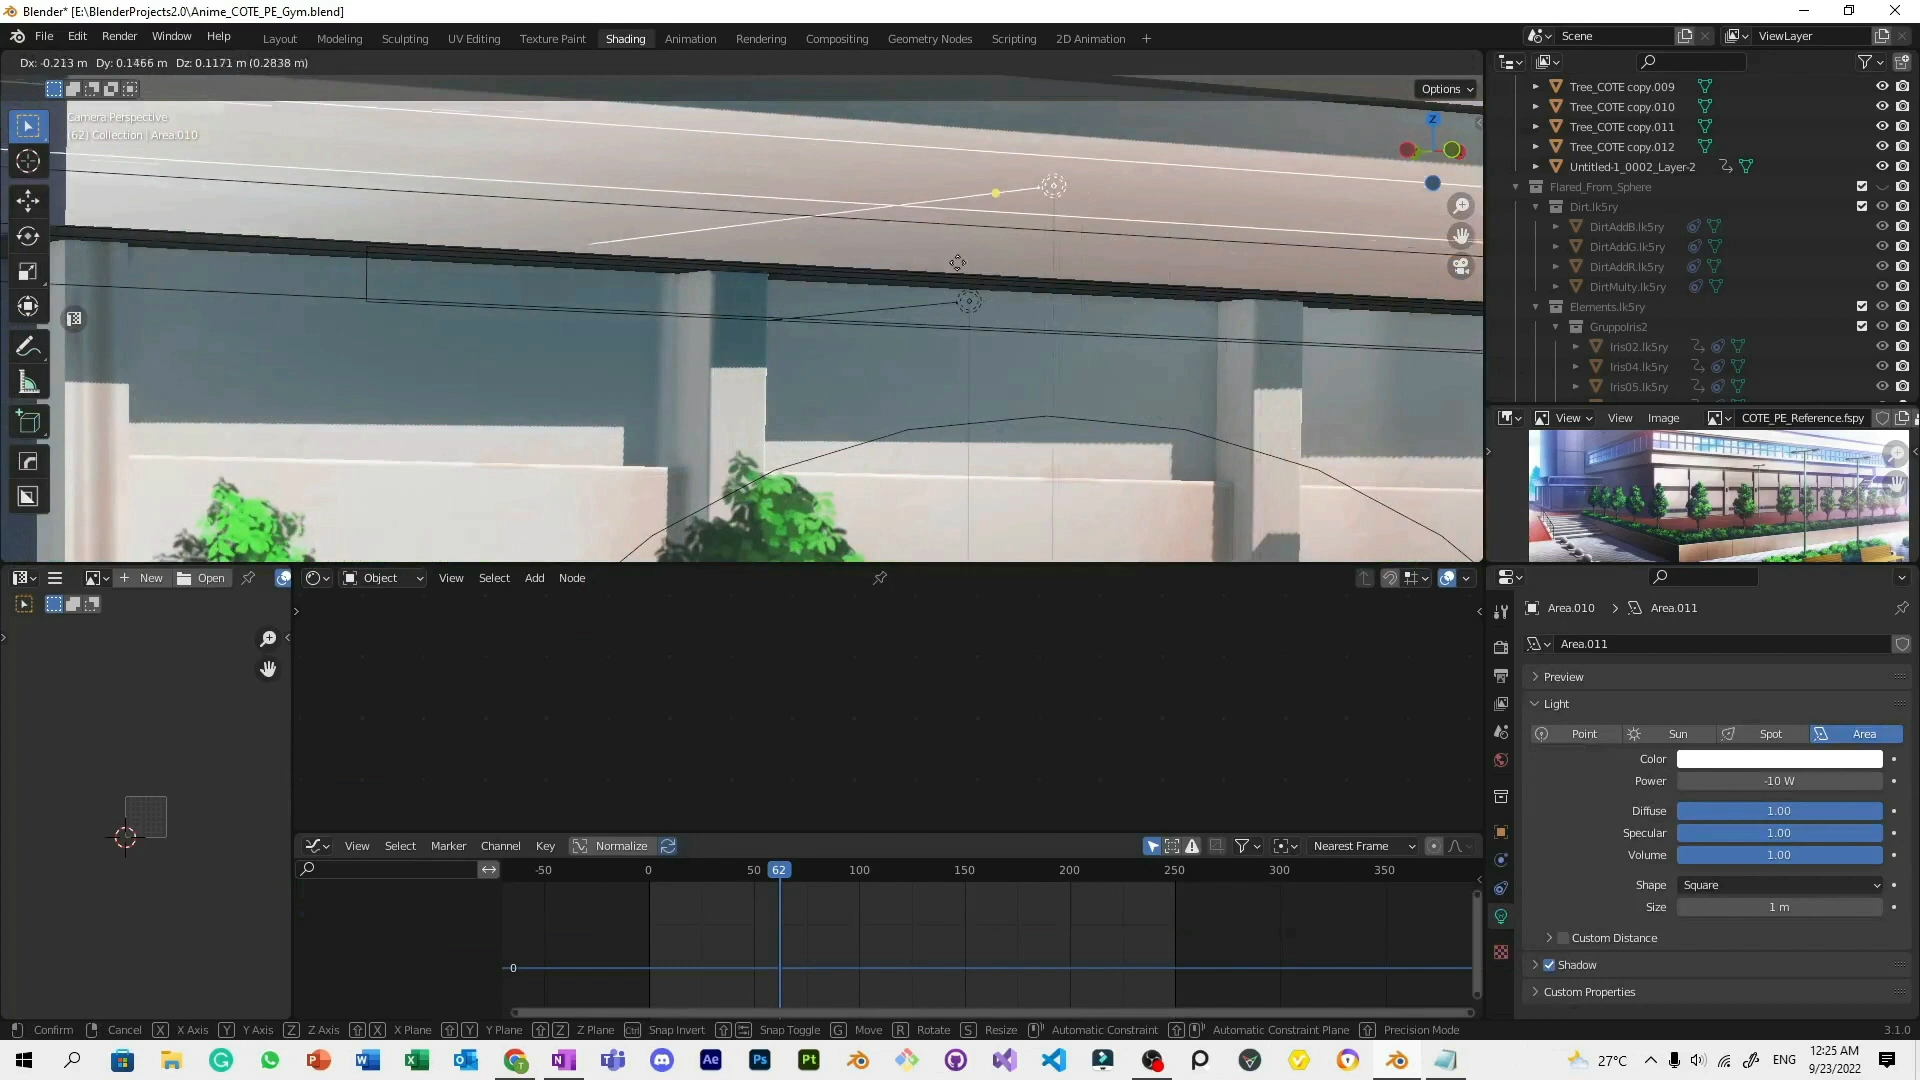 Blender* [E:\BlenderProjects2.0\Anime_COTE_PE_Gym.blend]
File Edit Render Window Help
Layout Modeling Sculpting UV Editing Texture Paint Shading Animation Rendering Compositing Geometry Nodes Scripting 2D Animation +
Scene ViewLayer
Dx: -0.213 m Dy: 0.1466 m Dz: 0.1171 m (0.2838 m)
Options
Camera Perspective
(62) Collection | Area.010
Z
Tree_COTE copy.009
Tree_COTE copy.010
Tree_COTE copy.011
Tree_COTE copy.012
Untitled-1_0002_Layer-2
Flared_From_Sphere
Dirt.lk5ry
DirtAddB.lk5ry
DirtAddG.lk5ry
DirtAddR.lk5ry
DirtMulty.lk5ry
Elements.lk5ry
GruppoIris2
Iris02.lk5ry
Iris04.lk5ry
Iris05.lk5ry
View View Image COTE_PE_Reference.fspy
New Open
Object View Select Add Node
Area.010 > Area.011
Area.011
Preview
Light
Point Sun Spot Area
Color
Power -10 W
Diffuse 1.00
Specular 1.00
Volume 1.00
Shape Square
Size 1 m
Custom Distance
Shadow
Custom Properties
View Select Marker Channel Key Normalize Nearest Frame
-50 0 50 62 100 150 200 250 300 350
0
Confirm Cancel X X Axis Y Y Axis Z Z Axis X X Plane Y Y Plane Z Z Plane Ctrl Snap Invert Snap Toggle G Move R Rotate S Resize Automatic Constraint Automatic Constraint Plane Precision Mode 3.1.0
27°C ENG 12:25 AM
9/23/2022